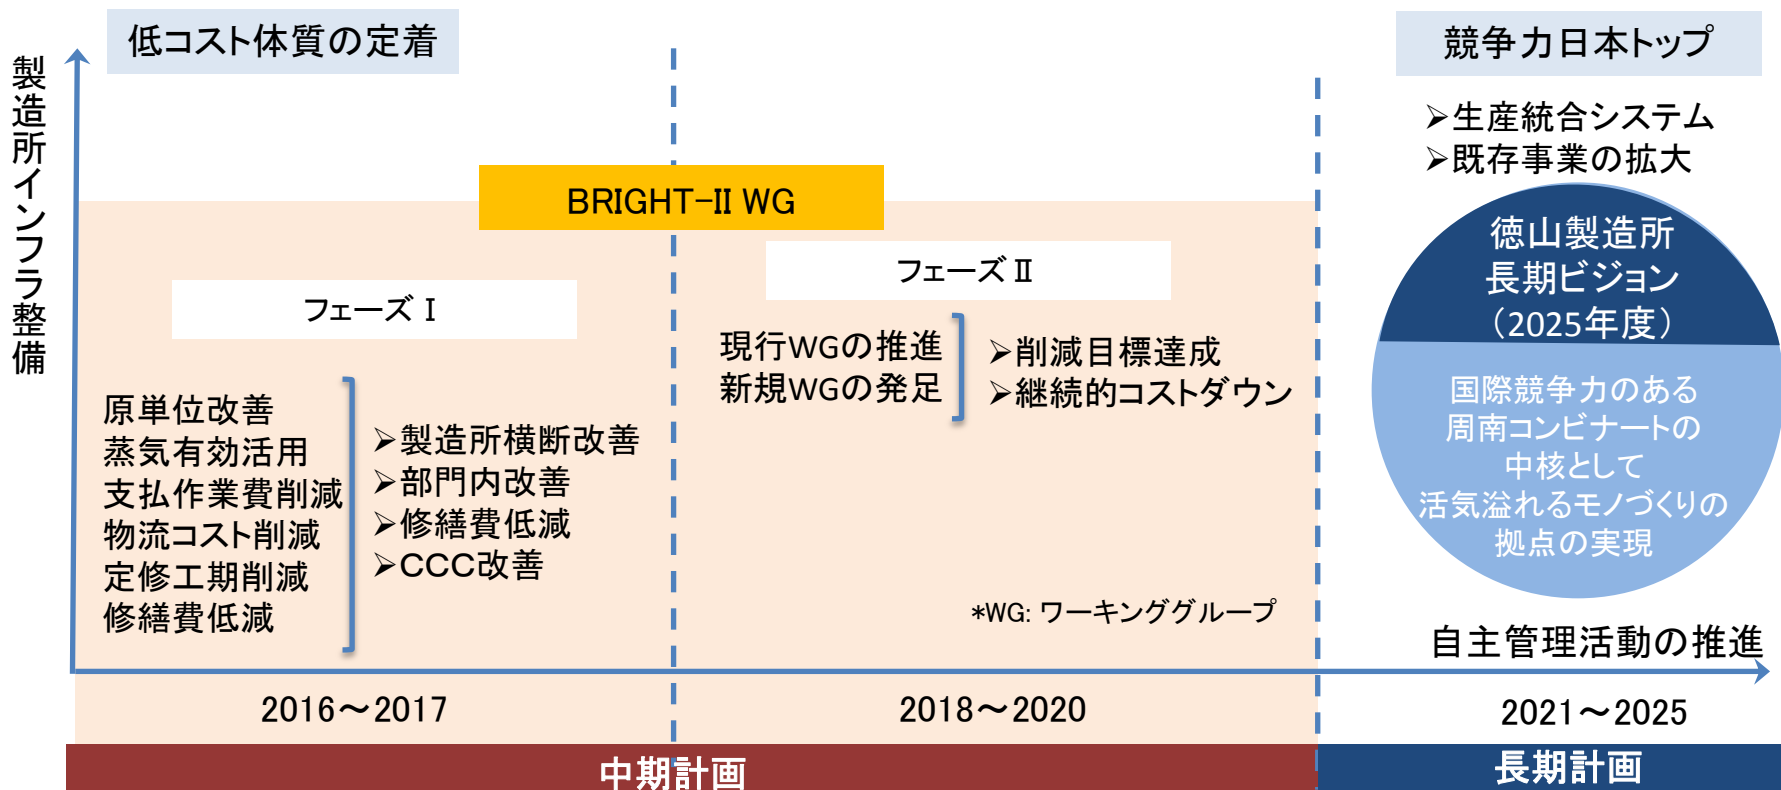 低コスト体質の定着
競争力日本トップ
製造所インフラ整備
➢生産統合システム
➢既存事業の拡大
BRIGHT-II WG
フェーズⅠ
フェーズⅡ
原単位改善
蒸気有効活用
支払作業費削減
物流コスト削減
定修工期削減
修繕費低減
➢製造所横断改善
➢部門内改善
➢修繕費低減
➢CCC改善
現行WGの推進
新規WGの発足
➢削減目標達成
➢継続的コストダウン
*WG: ワーキンググループ
徳山製造所
長期ビジョン
（2025年度）
国際競争力のある
周南コンビナートの
中核として
活気溢れるモノづくりの
拠点の実現
自主管理活動の推進
2016～2017
2018～2020
2021～2025
中期計画
長期計画